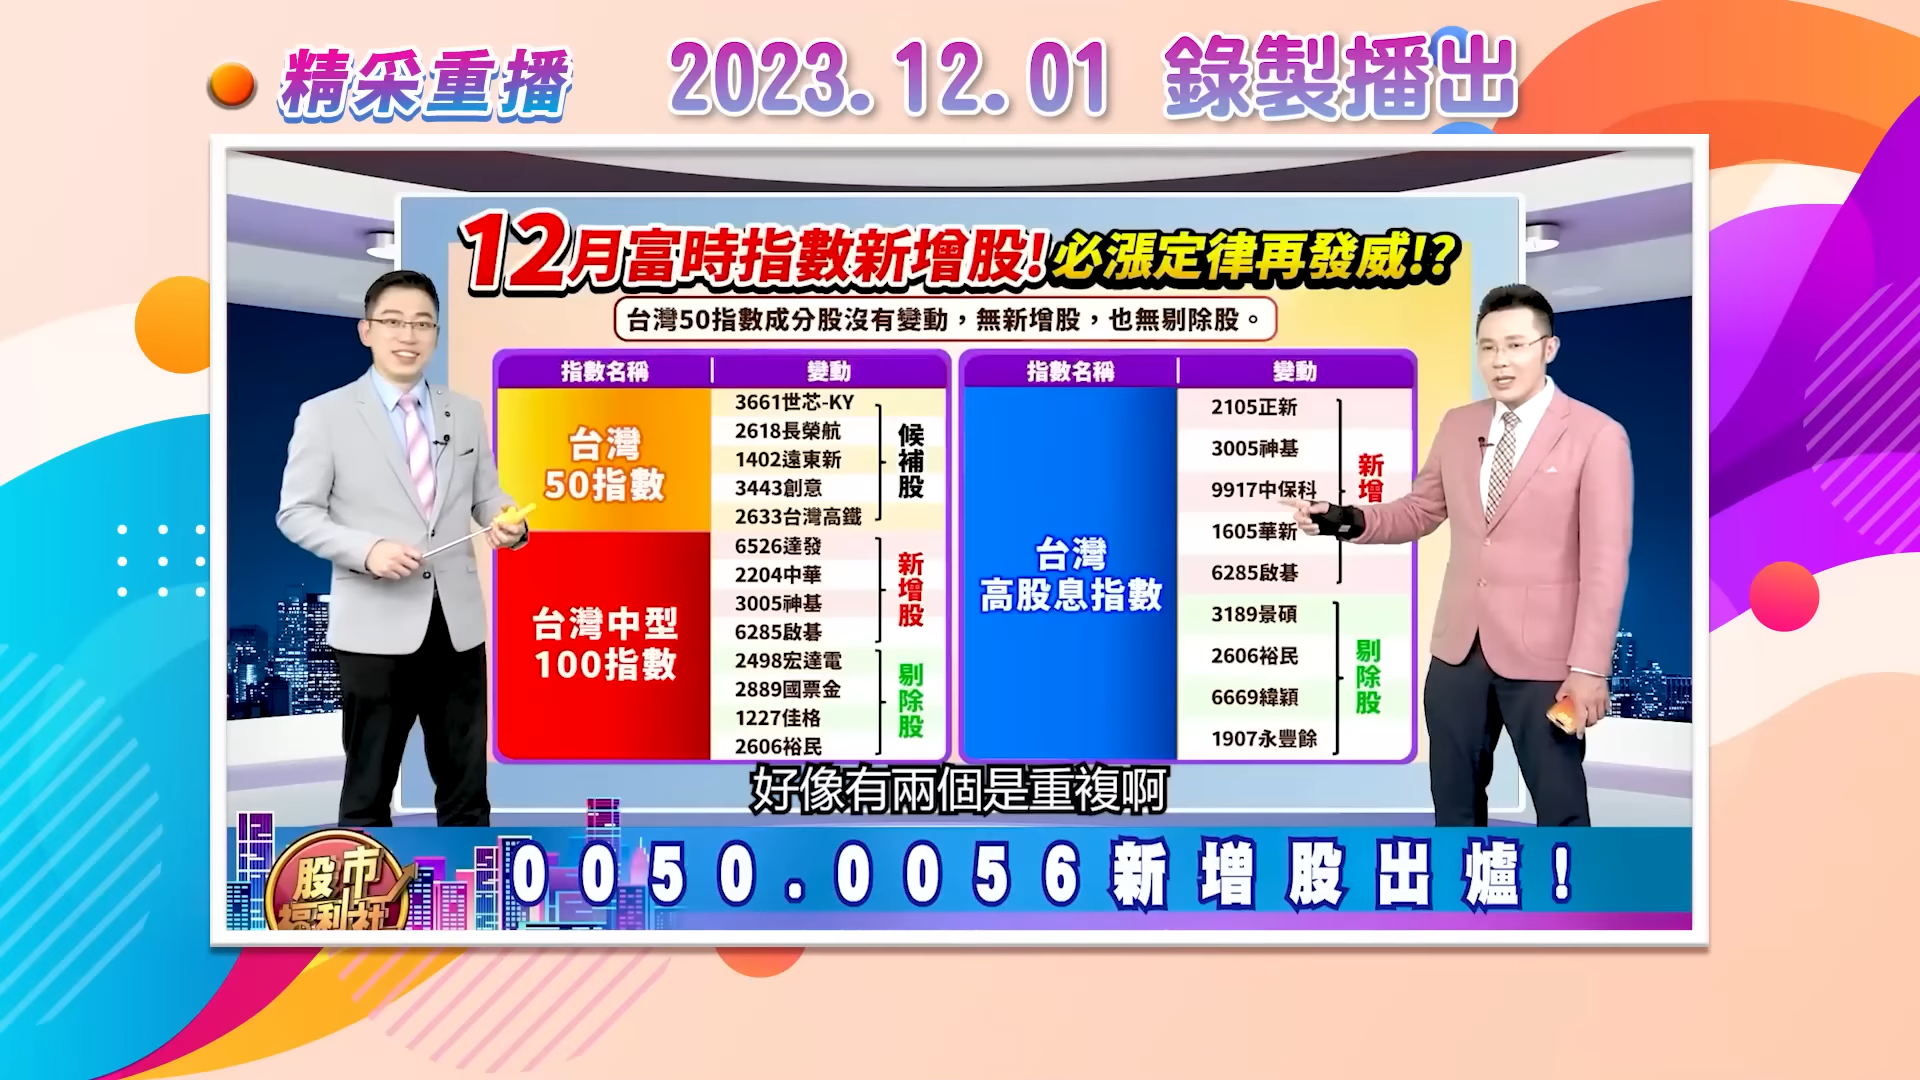 精采重播
2023.12.01 錄製播出
12月富時指數新增股!必漲定律再發威!?
台灣50指數成分股沒有變動，無新增股，也無剔除股。
指數名稱 變動
台灣
50指數
3661世芯-KY
2618長榮航
1402遠東新
3443創意
2633台灣高鐵
候補股
台灣中型
100指數
6526達發
2204中華
3005神基
6285啟碁
新增股
2498宏達電
2889國票金
1227佳格
2606裕民
剔除股
指數名稱 變動
台灣
高股息指數
2105正新
3005神基
9917中保科
1605華新
6285啟碁
新增
3189景碩
2606裕民
6669緯穎
1907永豐餘
剔除股
好像有兩個是重複啊
股市
福利社
0050.0056新增股出爐!